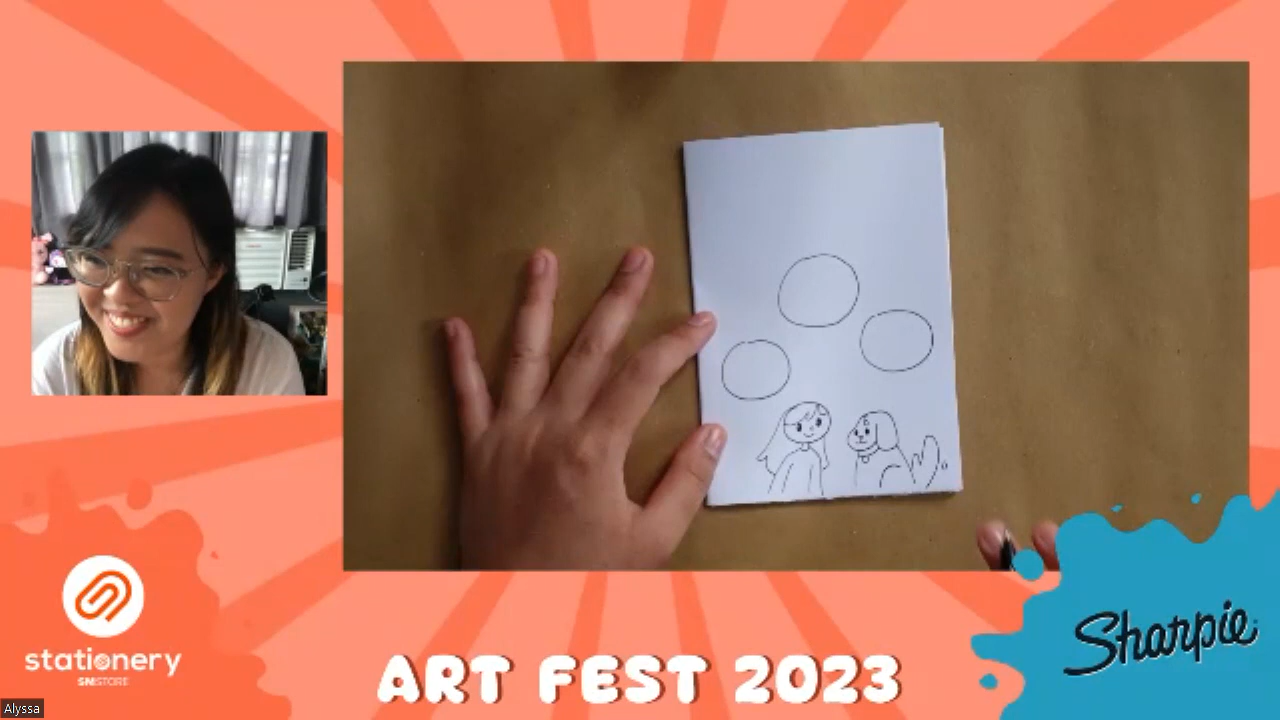 stationery
SM STORE
ART FEST 2023
Sharpie
Alyssa